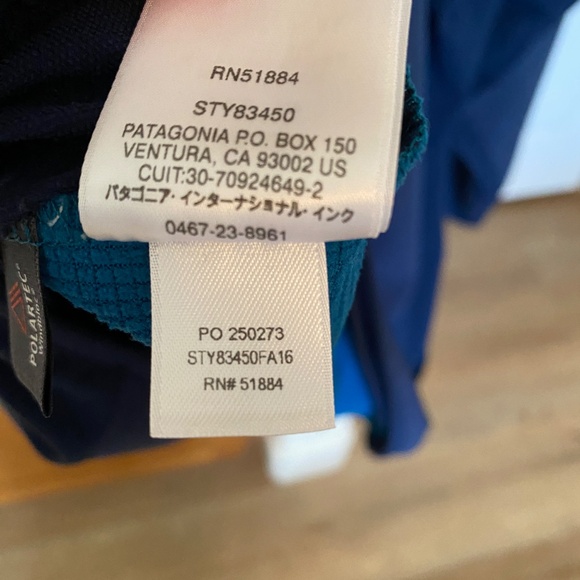 RN51884
STY83450
PATAGONIA P.O. BOX 150
VENTURA, CA 93002 US
CUIT:30-70924649-2
パタゴニア・インターナショナル・インク
0467-23-8961
PO 250273
STY83450FA16
RN# 51884
POLARTEC